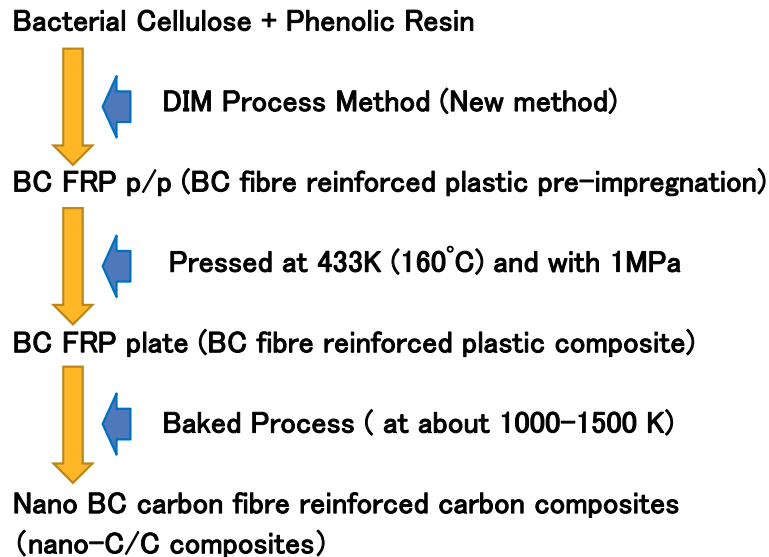 Bacterial Cellulose + Phenolic Resin
DIM Process Method (New method)
BC FRP p/p (BC fibre reinforced plastic pre-impregnation)
Pressed at 433K (160°C) and with 1MPa
BC FRP plate (BC fibre reinforced plastic composite)
Baked Process ( at about 1000-1500 K)
Nano BC carbon fibre reinforced carbon composites
(nano-C/C composites)